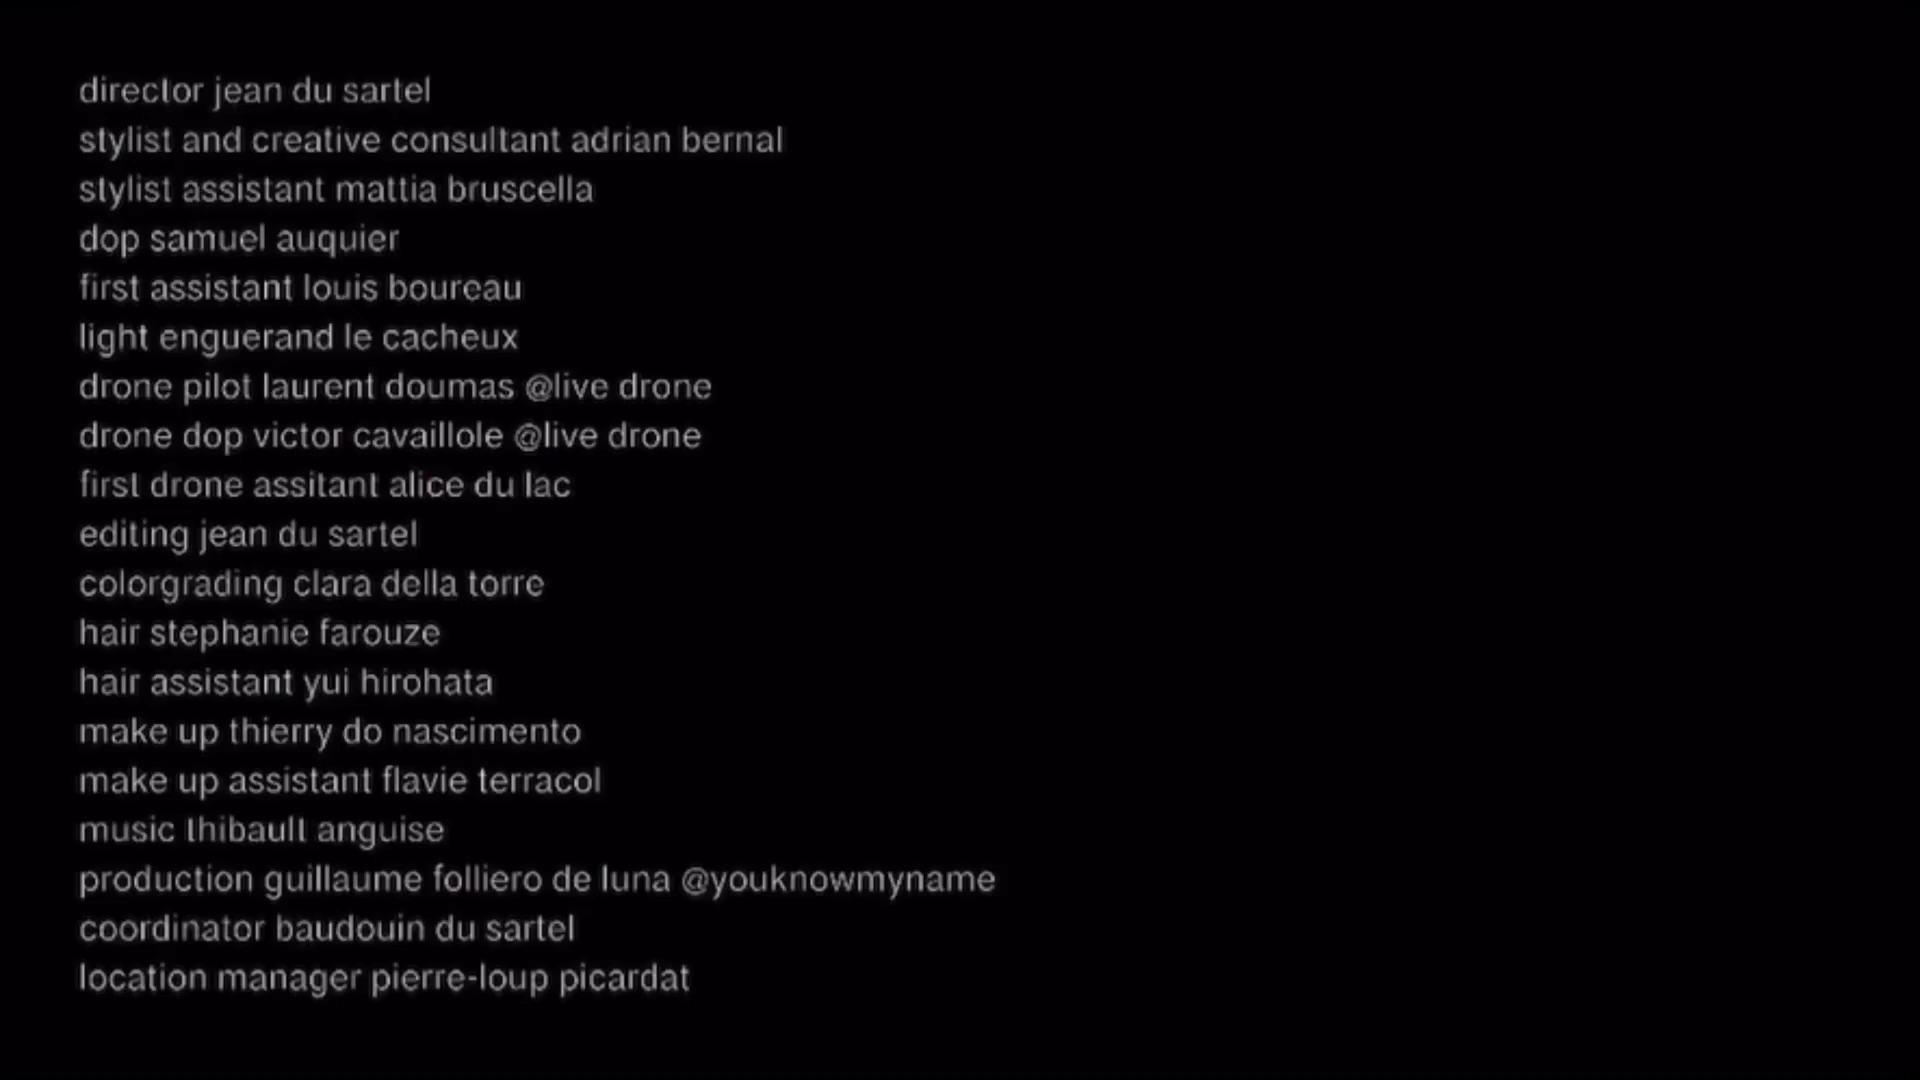 director jean du sartel
stylist and creative consultant adrian bernal
stylist assistant mattia bruscella
dop samuel auquier
first assistant louis boureau
light enguerand le cacheux
drone pilot laurent doumas @live drone
drone dop victor cavaillole @live drone
first drone assitant alice du lac
editing jean du sartel
colorgrading clara della torre
hair stephanie farouze
hair assistant yui hirohata
make up thierry do nascimento
make up assistant flavie terracol
music thibault anguise
production guillaume folliero de luna @youknowmyname
coordinator baudouin du sartel
location manager pierre-loup picardat